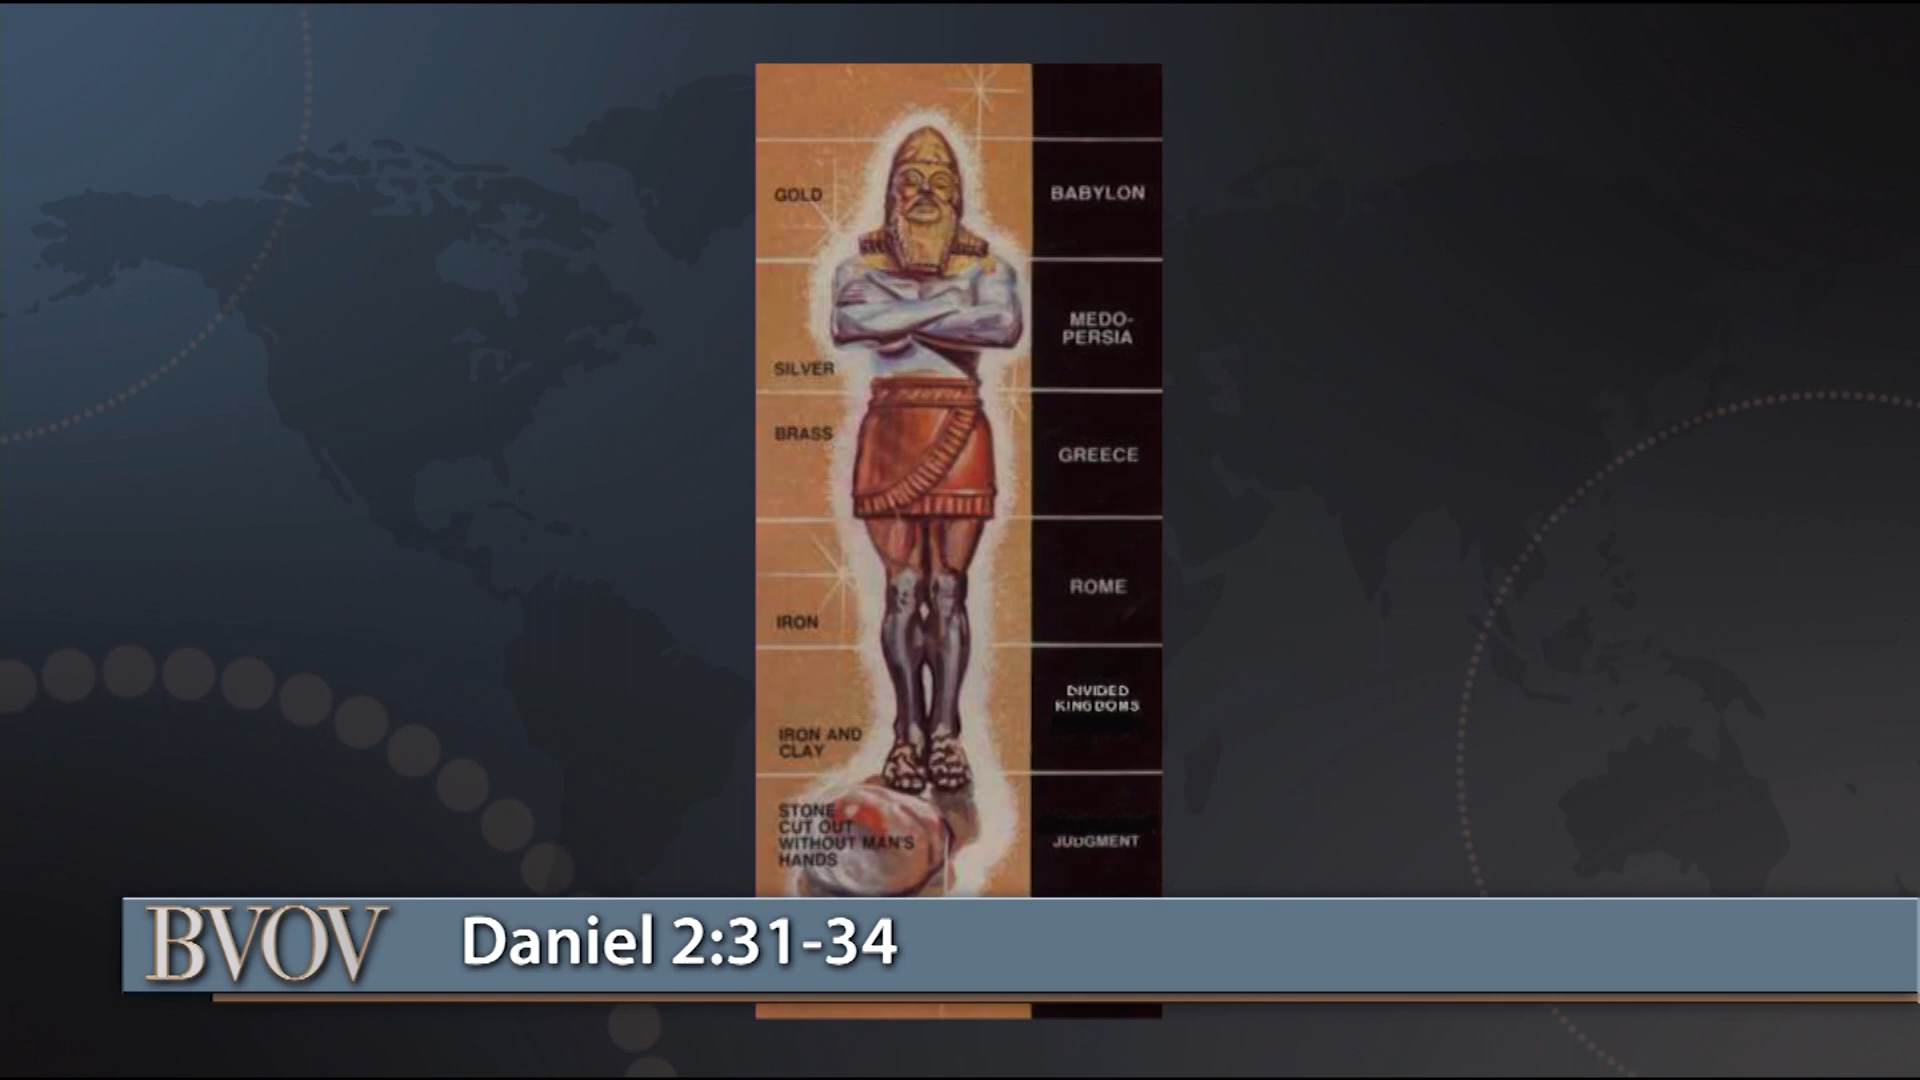 GOLD
BABYLON
MEDO-
PERSIA
SILVER
BRASS
GREECE
ROME
IRON
DIVIDED
KINGDOMS
IRON AND
CLAY
STONE
CUT OUT
WITHOUT MAN'S
HANDS
JUDGMENT
BVOV
Daniel 2:31-34